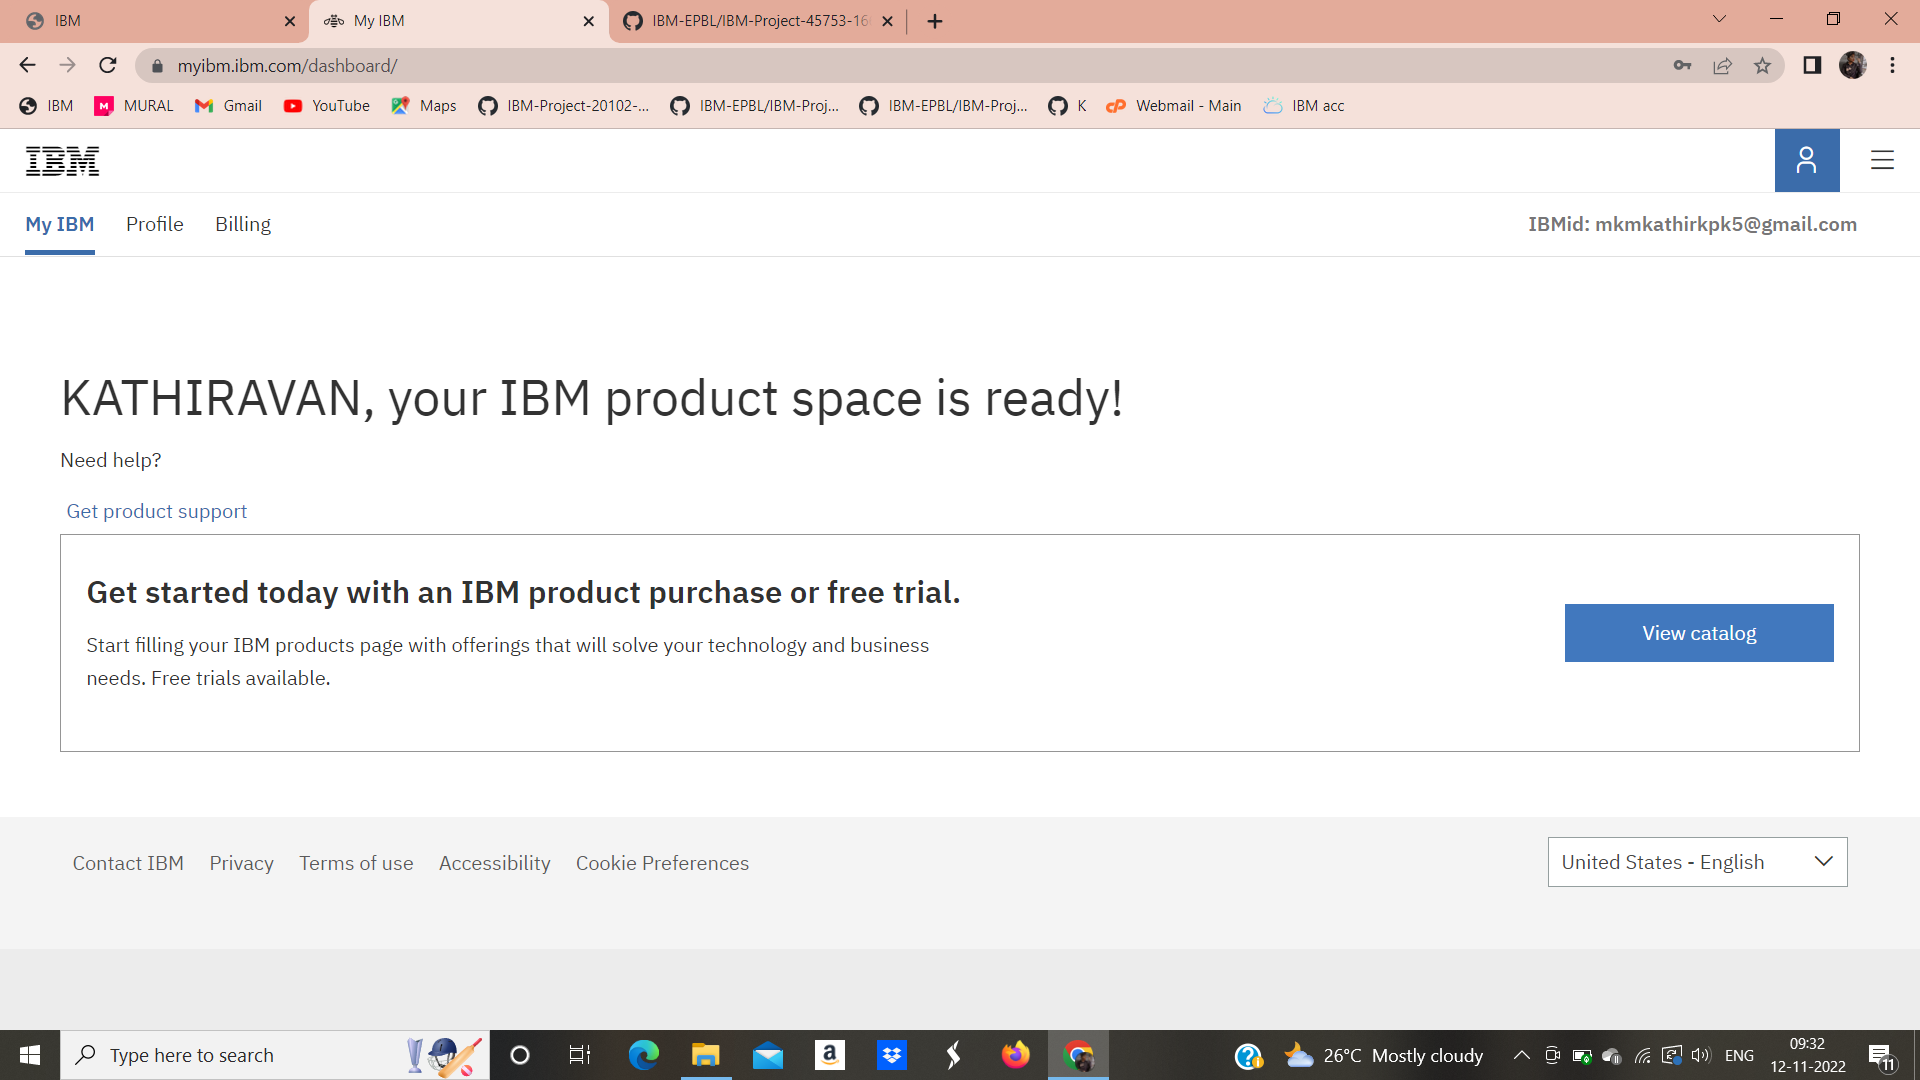 IBM
My IBM
IBM-EPBL/IBM-Project-45753-16
myibm.ibm.com/dashboard/
IBM
MURAL
Gmail
YouTube
Maps
IBM-Project-20102-...
IBM-EPBL/IBM-Proj...
IBM-EPBL/IBM-Proj...
K
Webmail - Main
IBM acc
IBM
My IBM
Profile
Billing
IBMid: mkmkathirkpk5@gmail.com
KATHIRAVAN, your IBM product space is ready!
Need help?
Get product support
Get started today with an IBM product purchase or free trial.
Start filling your IBM products page with offerings that will solve your technology and business
needs. Free trials available.
View catalog
Contact IBM
Privacy
Terms of use
Accessibility
Cookie Preferences
United States - English
Type here to search
26°C Mostly cloudy
ENG
09:32
12-11-2022
11